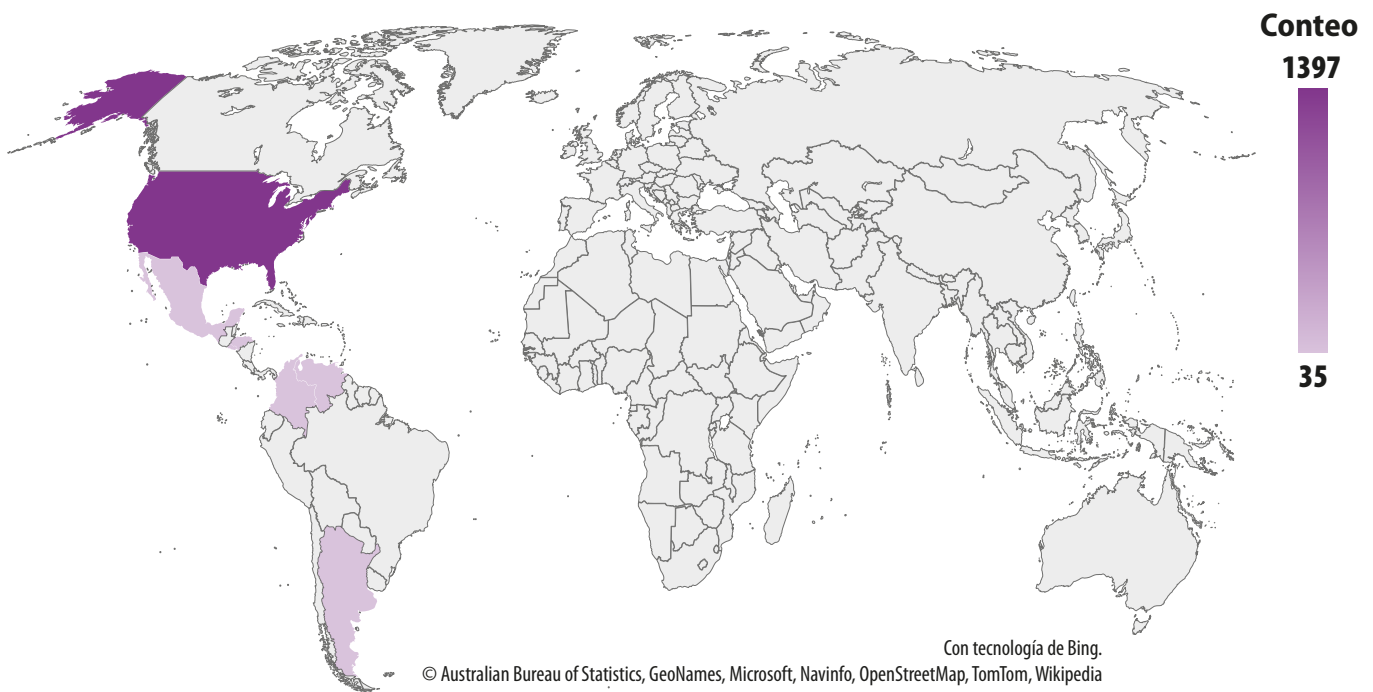 Conteo
1397
35
Con tecnología de Bing.
© Australian Bureau of Statistics, GeoNames, Microsoft, Navinfo, OpenStreetMap, TomTom, Wikipedia